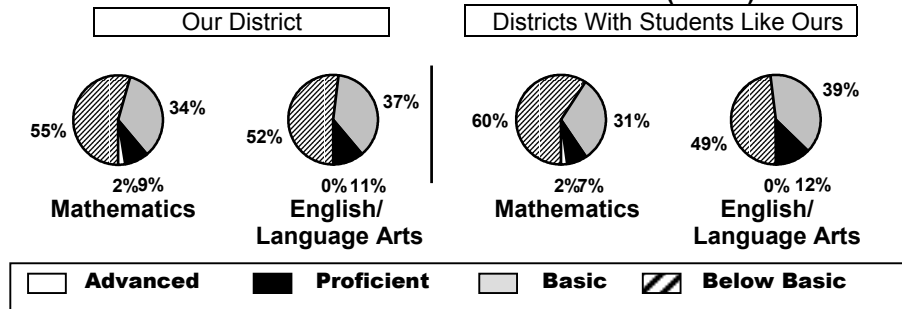 Our District
Districts With Students Like Ours
55%
34%
2%9%
Mathematics
52%
37%
0% 11%
English/
Language Arts
60%
31%
2%7%
Mathematics
49%
39%
0% 12%
English/
Language Arts
Advanced
Proficient
Basic
Below Basic